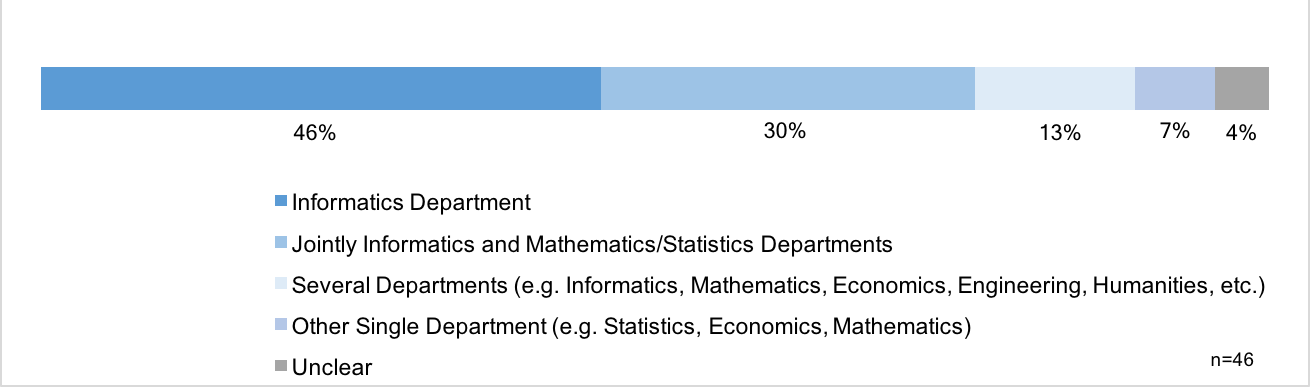 46%
30%
13%
7%
4%
Informatics Department
Jointly Informatics and Mathematics/Statistics Departments
Several Departments (e.g. Informatics, Mathematics, Economics, Engineering, Humanities, etc.)
Other Single Department (e.g. Statistics, Economics, Mathematics)
Unclear
n=46